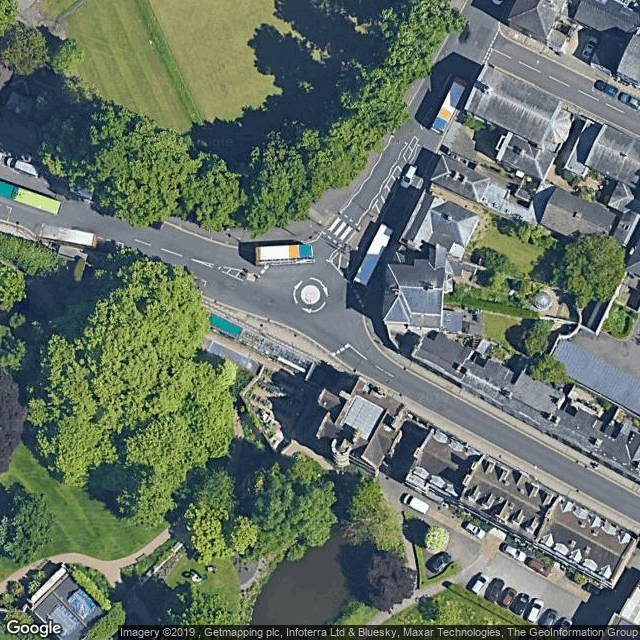 Google
Imagery ©2019 , Getmapping plc, Infoterra Ltd & Bluesky, Maxar Technologies, The GeoInformation Group